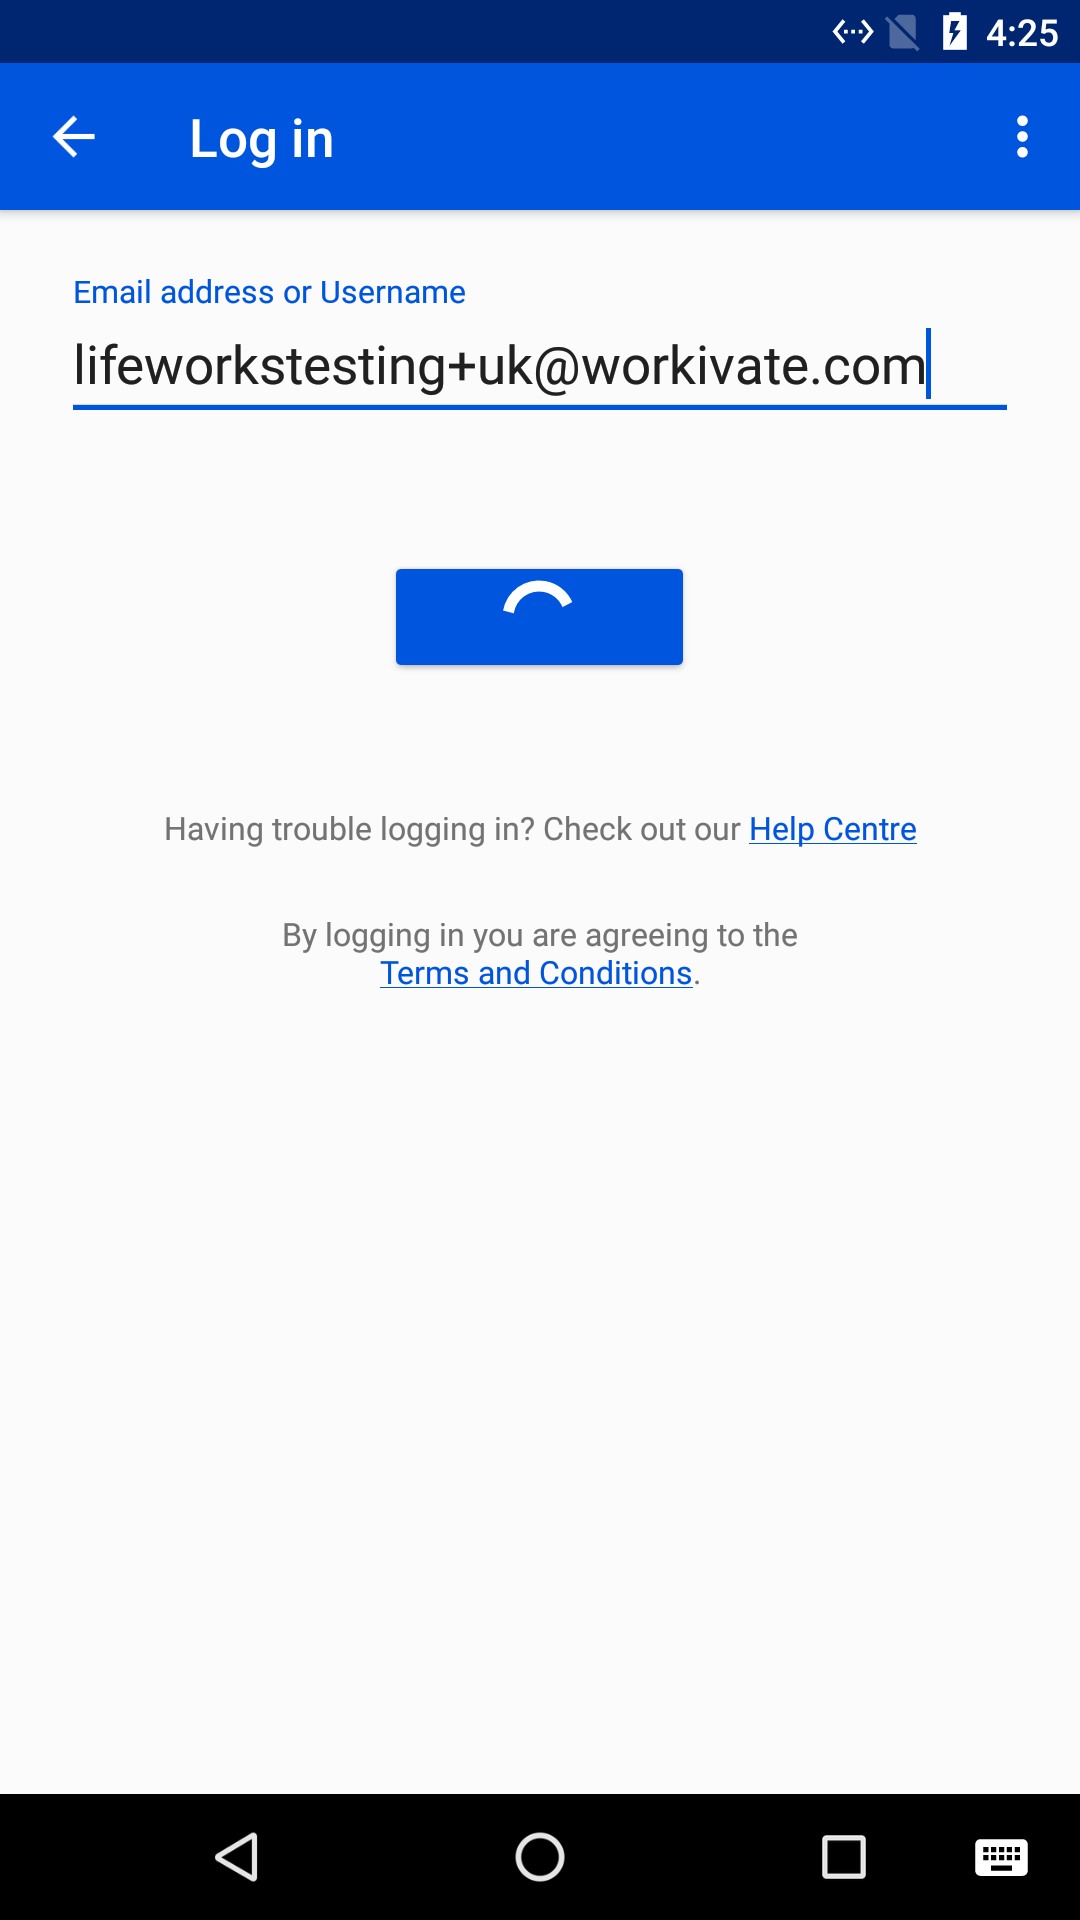 4:25
Log in
Email address or Username
lifeworkstesting+uk@workivate.com
Having trouble logging in? Check out our Help Centre
By logging in you are agreeing to the
Terms and Conditions.